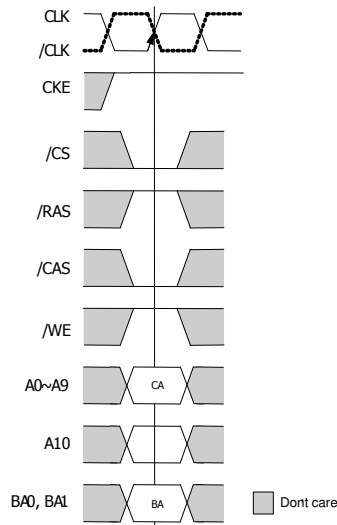 CLK
/CLK
CKE
/CS
/RAS
/CAS
/WE
A0~A9
CA
A10
BA0, BA1
BA
Dont care